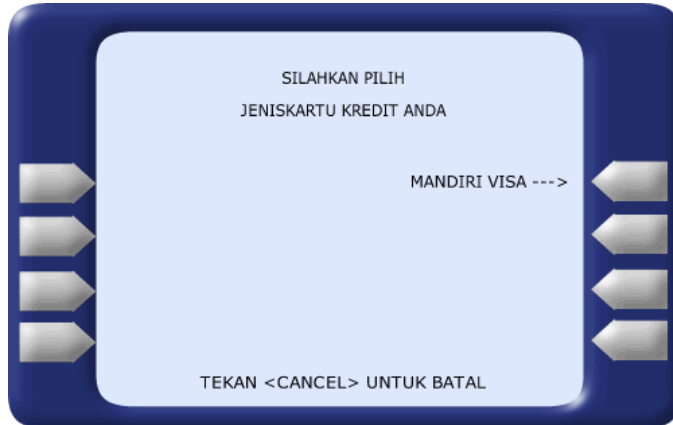 SILAHKAN PILIH
JENISKARTU KREDIT ANDA
MANDIRI VISA --->
TEKAN <CANCEL> UNTUK BATAL